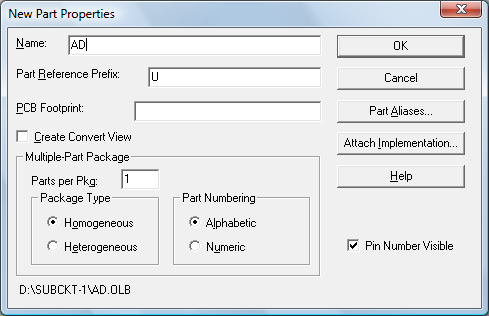 New Part Properties
Name: AD
OK
Part Reference Prefix: U
Cancel
PCB Footprint:
Part Aliases...
Create Convert View
Attach Implementation...
Multiple-Part Package
Parts per Pkg: 1
Help
Package Type
Part Numbering
Homogeneous
Alphabetic
Heterogeneous
Numeric
Pin Number Visible
D:\SUBCKT-1\AD.OLB